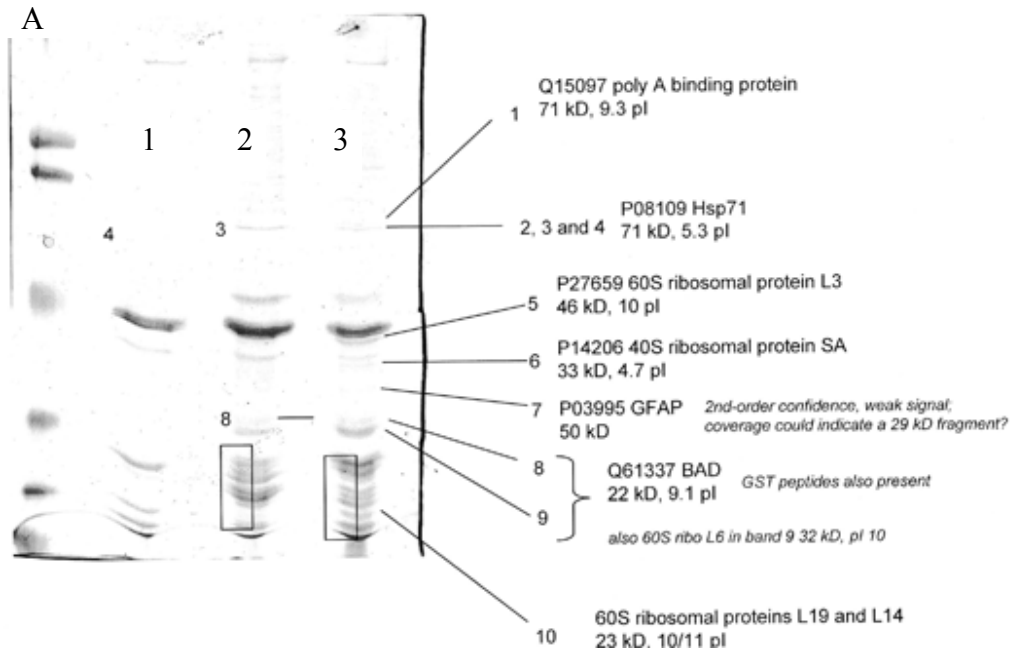 A
1 2 3
4
3
8
Q15097 poly A binding protein
1 71 kD, 9.3 pI
P08109 Hsp71
2, 3 and 4 71 kD, 5.3 pI
P27659 60S ribosomal protein L3
5 46 kD, 10 pI
P14206 40S ribosomal protein SA
6 33 kD, 4.7 pI
7 P03995 GFAP 2nd-order confidence, weak signal;
50 kD coverage could indicate a 29 kD fragment?
8
Q61337 BAD GST peptides also present
22 kD, 9.1 pI
9
also 60S ribo L6 in band 9 32 kD, pI 10
60S ribosomal proteins L19 and L14
10 23 kD, 10/11 pI